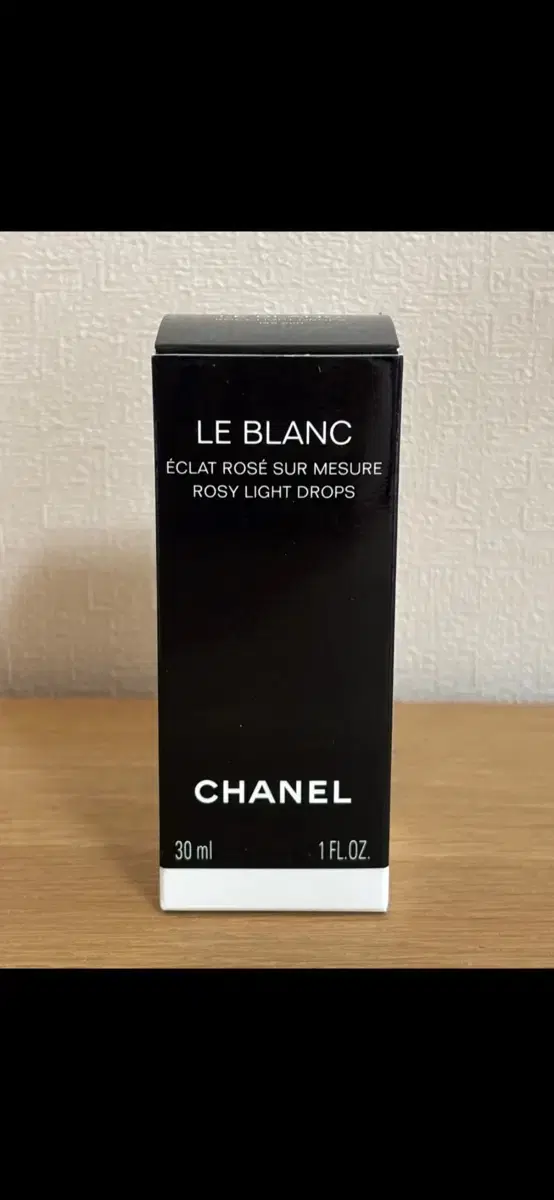 LE BLANC
ÉCLAT ROSÉ SUR MESURE
ROSY LIGHT DROPS
CHANEL
30 ml 1 FL.OZ.